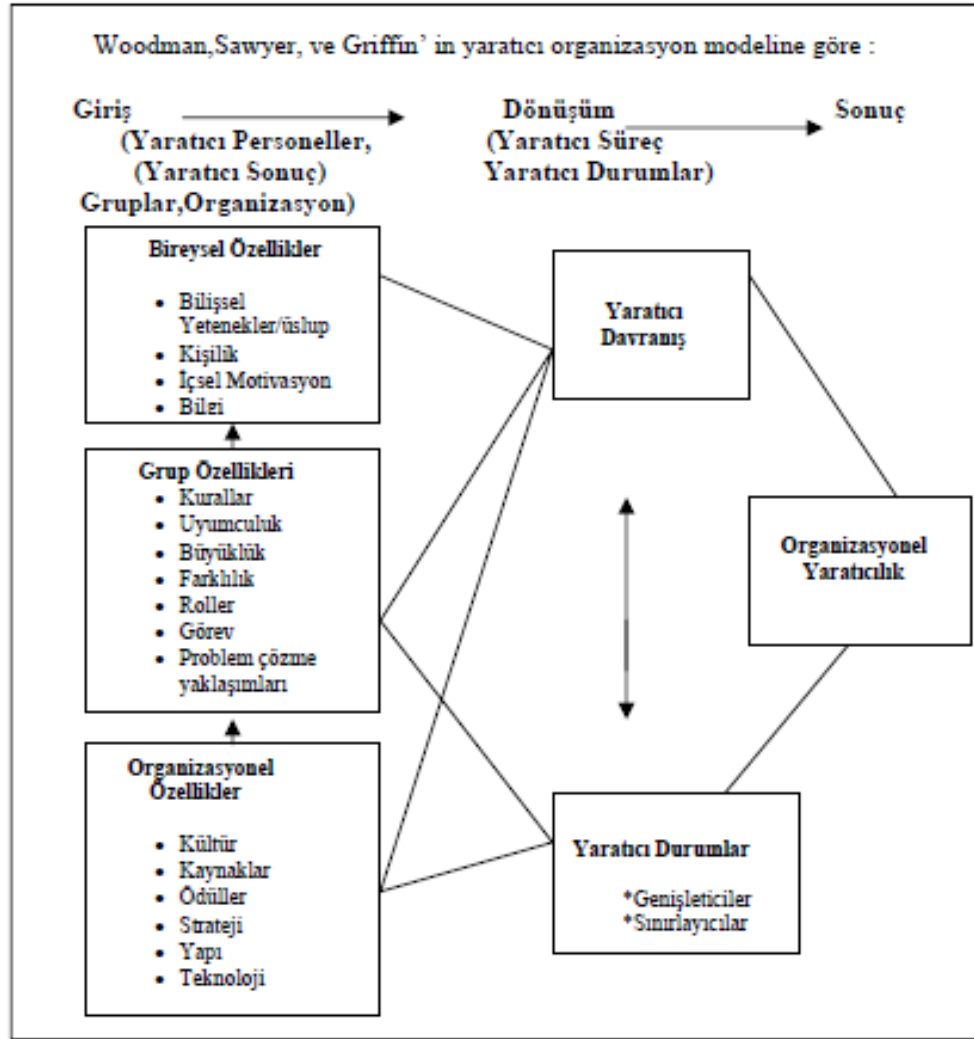 Woodman,Sawyer, ve Griffin' in yaratıcı organizasyon modeline göre :
Giriş Dönüşüm Sonuç
(Yaratıcı Personeller, (Yaratıcı Süreç
(Yaratıcı Sonuç) Yaratıcı Durumlar)
Gruplar,Organizasyon)
Bireysel Özellikler
• Bilişsel
Yetenekler/üslup
• Kişilik
• İçsel Motivasyon
• Bilgi
Grup Özellikleri
• Kurallar
• Uyumculuk
• Büyüklük
• Farklılık
• Roller
• Görev
• Problem çözme
yaklaşımları
Organizasyonel
Özellikler
• Kültür
• Kaynaklar
• Ödüller
• Strateji
• Yapı
• Teknoloji
Yaratıcı
Davranış
Yaratıcı Durumlar
*Genişleticiler
*Sınırlayıcılar
Organizasyonel
Yaratıcılık